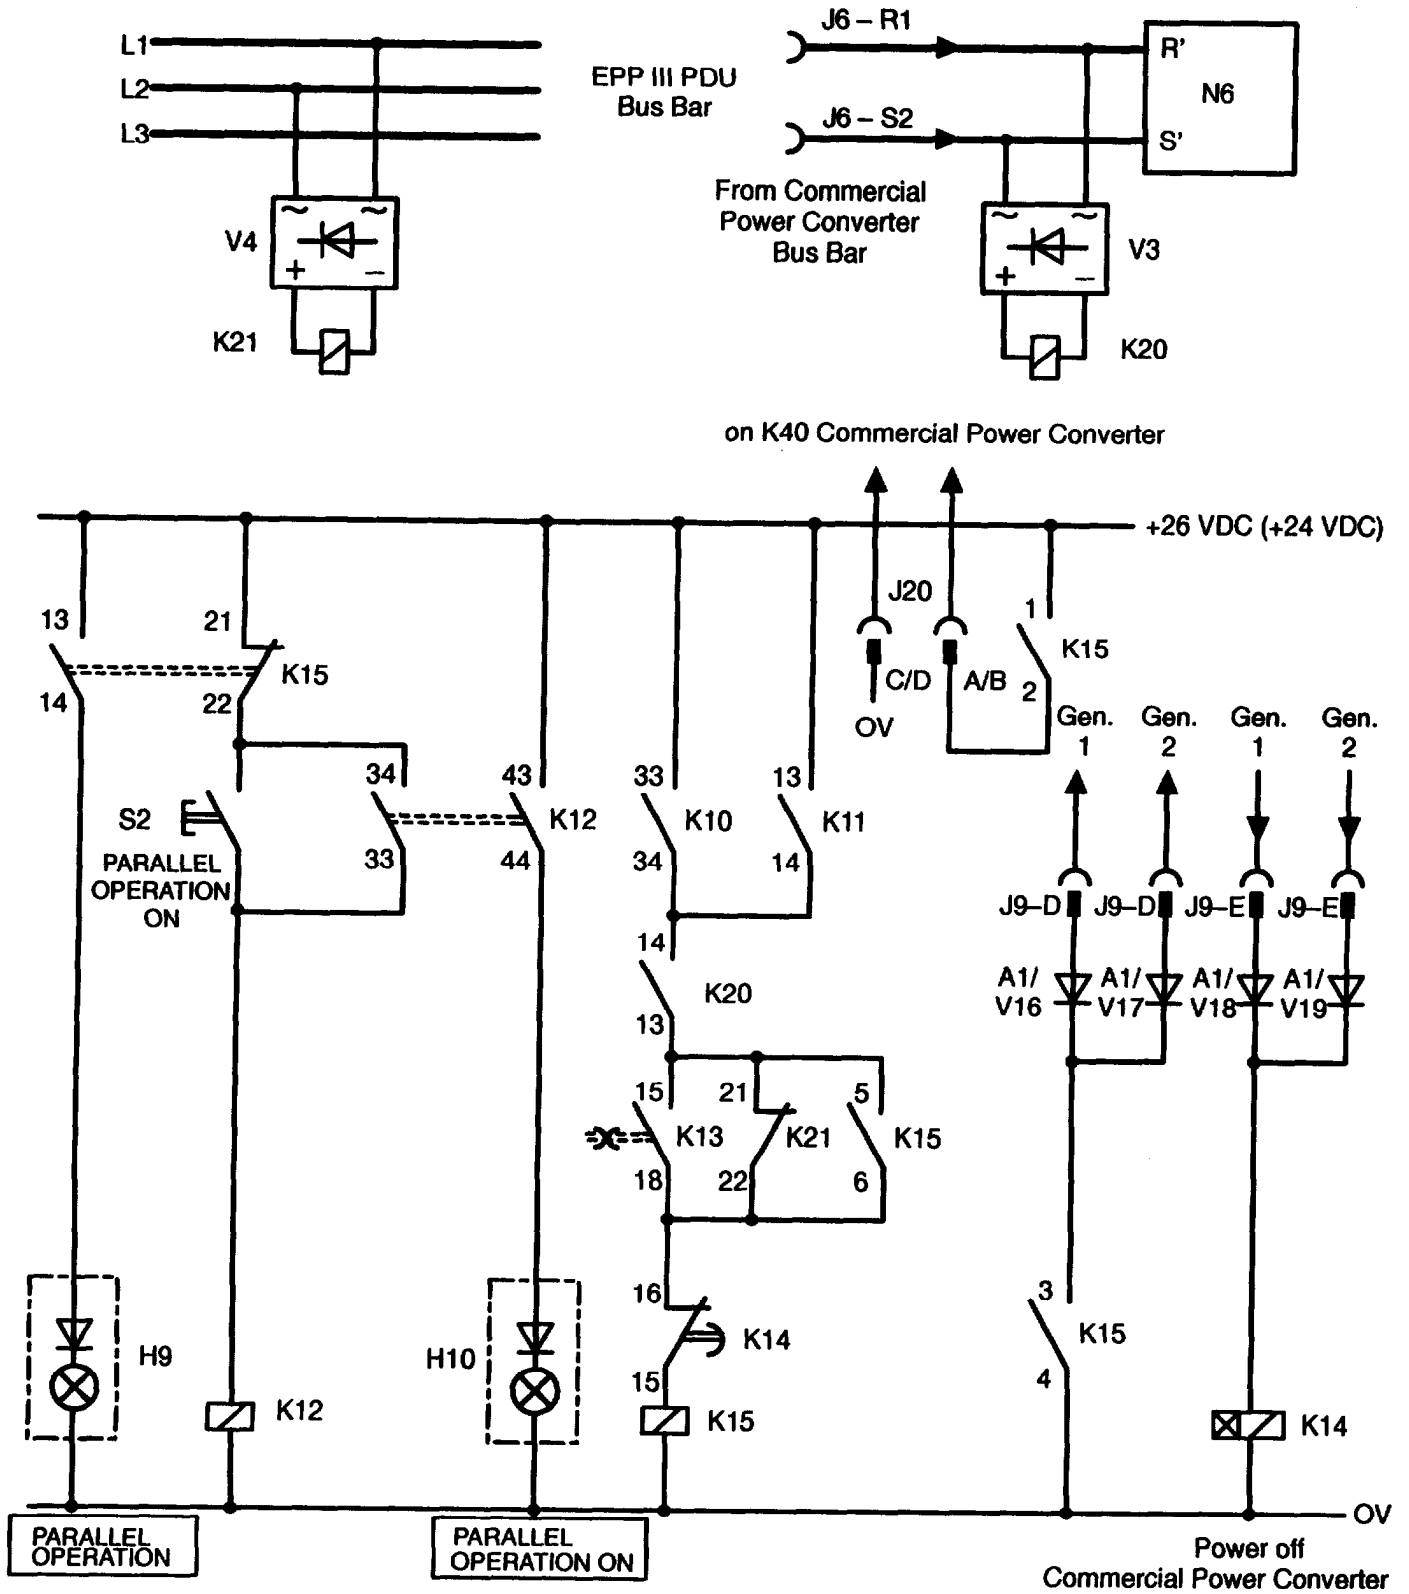 J6 – R1
L1
R'
EPP III PDU
Bus Bar
L2
N6
J6 – S2
L3
S'
From Commercial
Power Converter
Bus Bar
~ ~
V4
+ –
~ ~
V3
+ –
K21
K20
on K40 Commercial Power Converter
+26 VDC (+24 VDC)
J20
13
21
1
K15
K15
14
22
C/D
A/B
2
OV
Gen.
1
Gen.
2
Gen.
1
Gen.
2
34
43
33
13
S2
K12
K10
K11
PARALLEL
OPERATION
ON
33
44
34
14
J9–D
J9–D
J9–E
J9–E
14
K20
13
A1/
V16
A1/
V17
A1/
V18
A1/
V19
15
21
5
K13
K21
K15
18
22
6
16
K14
15
3
K15
4
H9
H10
K12
K15
K14
OV
PARALLEL
OPERATION
PARALLEL
OPERATION ON
Power off
Commercial Power Converter